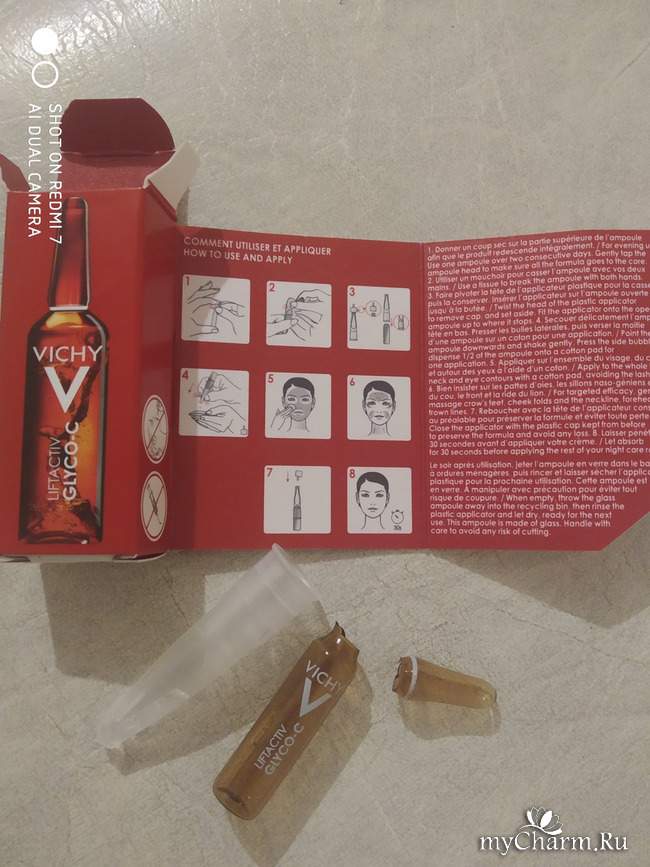 SHOT ON REDMI 7
AI DUAL CAMERA
VICHY
V
LIFTACTIV
GLYCO-C
COMMENT UTILISER ET APPLIQUER
HOW TO USE AND APPLY
1
2
3
4
5
6
7
8
30s
1. Donner un coup sec sur la partie supérieure de l'ampoule
afin que le produit redescende intégralement. / For evening u
Use one ampoule over two consecutive days. Gently tap the
ampoule head to make sure all the formula goes to the core.
2. Utiliser un mouchoir pour casser l'ampoule avec vos deux
mains. / Use a tissue to break the ampoule with both hands.
3. Faire pivoter la tête de l'applicateur plastique pour la casse
puis la conserver. Insérer l'applicateur sur l'ampoule ouverte
jusqu'à la butée. / Twist the head of the plastic applicator
to remove cap, and set aside. Fit the applicator onto the ope
ampoule up to where it stops. 4. Secouer délicatement l'amp
tête en bas. Presser les bulles latérales, puis verser la moitié
d'une ampoule sur un coton pour une application. / Point the
ampoule downwards and shake gently. Press the side bubbl
dispense 1/2 of the ampoule onto a cotton pad for
one application. 5. Appliquer sur l'ensemble du visage, du c
et autour des yeux à l'aide d'un coton. / Apply to the whole
neck and eye contours with a cotton pad, avoiding the lash
6. Bien insister sur les pattes d'oies, les sillons naso-géniens e
du cou, le front et la ride du lion. / For targeted efficacy, gen
massage crow's feet, cheek folds and the neckline, forehea
frown lines. 7. Reboucher avec la tête de l'applicateur cons
au préalable pour préserver la formule et éviter toute perte
Close the applicator with the plastic cap kept from before
to preserve the formula and avoid any loss. 8. Laisser pénét
30 secondes avant d'appliquer votre crème. / Let absorb
for 30 seconds before applying the rest of your night care r
Le soir après utilisation, jeter l'ampoule en verre dans le ba
à ordures ménagères, puis rincer et laisser sécher l'applic
plastique pour la prochaine utilisation. Cette ampoule est
en verre. À manipuler avec précaution pour éviter tout
risque de coupure. / When empty, throw the glass
ampoule away into the recycling bin, then rinse the
plastic applicator and let dry, ready for the next
use. This ampoule is made of glass. Handle with
care to avoid any risk of cutting.
VICHY
V
LIFTACTIV
GLYCO-C
myCharm.Ru